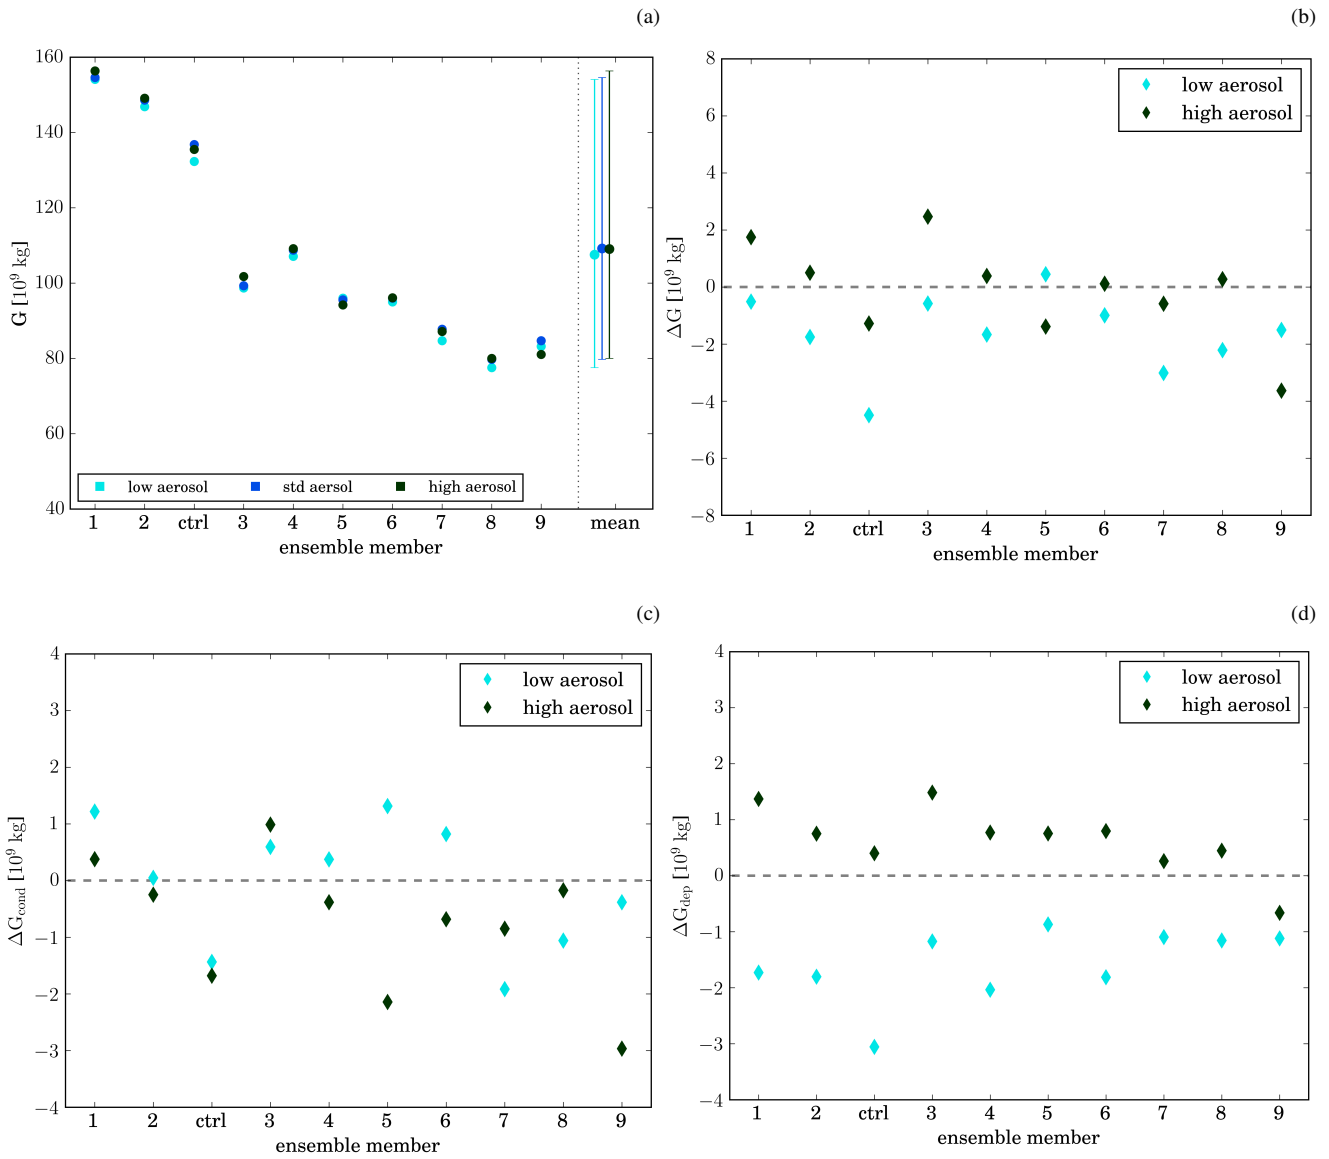 (a)
160
140
120
100
80
60
40
G [10⁹ kg]
low aerosol std aersol high aerosol
1 2 ctrl 3 4 5 6 7 8 9 mean
ensemble member
(b)
8
6
4
2
0
−2
−4
−6
−8
ΔG [10⁹ kg]
low aerosol
high aerosol
1 2 ctrl 3 4 5 6 7 8 9
ensemble member
(c)
4
3
2
1
0
−1
−2
−3
−4
ΔG_cond [10⁹ kg]
low aerosol
high aerosol
1 2 ctrl 3 4 5 6 7 8 9
ensemble member
(d)
4
3
2
1
0
−1
−2
−3
−4
ΔG_dep [10⁹ kg]
low aerosol
high aerosol
1 2 ctrl 3 4 5 6 7 8 9
ensemble member